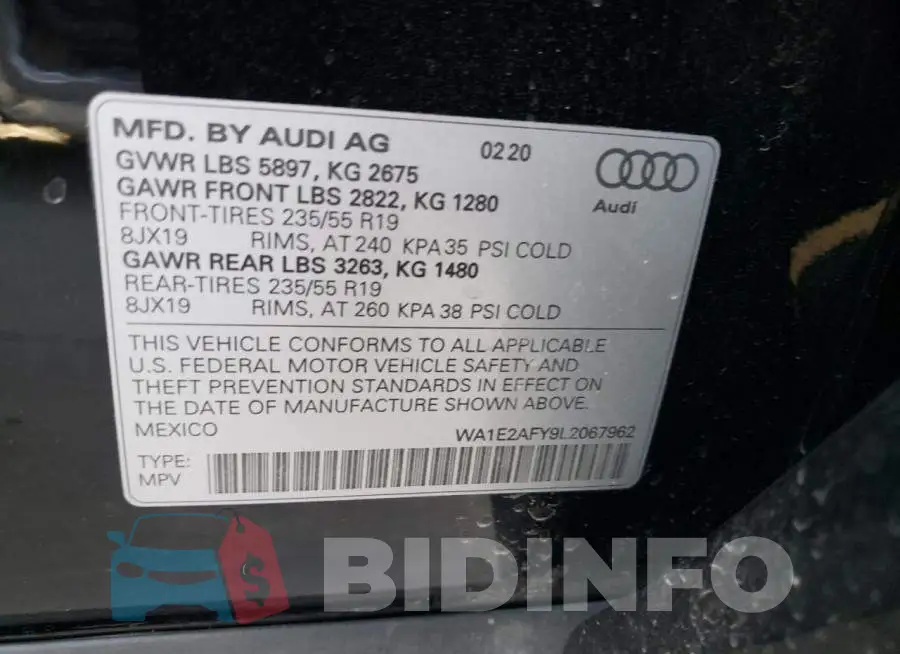 MFD. BY AUDI AG 0220
GVWR LBS 5897, KG 2675
GAWR FRONT LBS 2822, KG 1280
Audi
FRONT-TIRES 235/55 R19
8JX19 RIMS, AT 240 KPA 35 PSI COLD
GAWR REAR LBS 3263, KG 1480
REAR-TIRES 235/55 R19
8JX19 RIMS, AT 260 KPA 38 PSI COLD
THIS VEHICLE CONFORMS TO ALL APPLICABLE
U.S. FEDERAL MOTOR VEHICLE SAFETY AND
THEFT PREVENTION STANDARDS IN EFFECT ON
THE DATE OF MANUFACTURE SHOWN ABOVE.
MEXICO WA1E2AFY9L2067962
TYPE:
MPV
$ BIDINFO